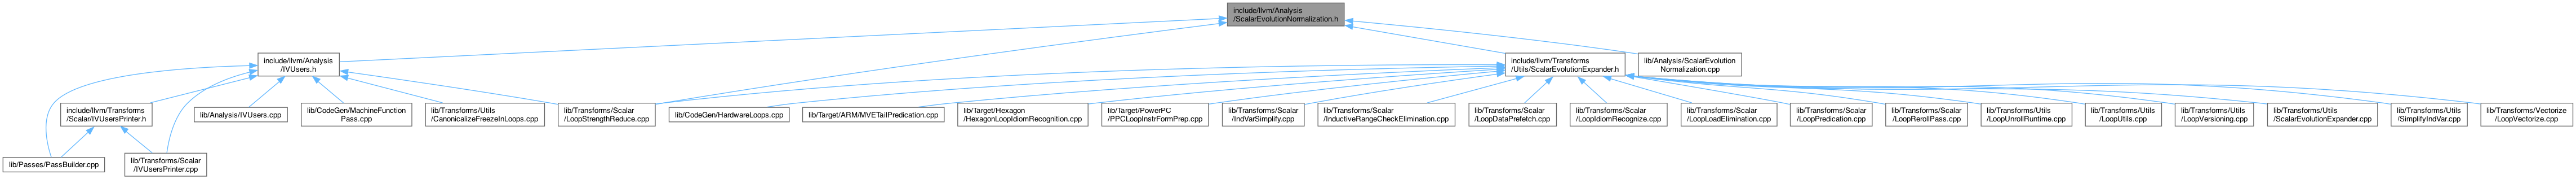 include/llvm/Analysis
/ScalarEvolutionNormalization.h
include/llvm/Analysis
/IVUsers.h
include/llvm/Transforms
/Utils/ScalarEvolutionExpander.h
lib/Analysis/ScalarEvolution
Normalization.cpp
include/llvm/Transforms
/Scalar/IVUsersPrinter.h
lib/Analysis/IVUsers.cpp
lib/CodeGen/MachineFunction
Pass.cpp
lib/Transforms/Utils
/CanonicalizeFreezeInLoops.cpp
lib/Transforms/Scalar
/LoopStrengthReduce.cpp
lib/CodeGen/HardwareLoops.cpp
lib/Target/ARM/MVETailPredication.cpp
lib/Target/Hexagon
/HexagonLoopIdiomRecognition.cpp
lib/Target/PowerPC
/PPCLoopInstrFormPrep.cpp
lib/Transforms/Scalar
/IndVarSimplify.cpp
lib/Transforms/Scalar
/InductiveRangeCheckElimination.cpp
lib/Transforms/Scalar
/LoopDataPrefetch.cpp
lib/Transforms/Scalar
/LoopIdiomRecognize.cpp
lib/Transforms/Scalar
/LoopLoadElimination.cpp
lib/Transforms/Scalar
/LoopPredication.cpp
lib/Transforms/Scalar
/LoopRerollPass.cpp
lib/Transforms/Utils
/LoopUnrollRuntime.cpp
lib/Transforms/Utils
/LoopUtils.cpp
lib/Transforms/Utils
/LoopVersioning.cpp
lib/Transforms/Utils
/ScalarEvolutionExpander.cpp
lib/Transforms/Utils
/SimplifyIndVar.cpp
lib/Transforms/Vectorize
/LoopVectorize.cpp
lib/Passes/PassBuilder.cpp
lib/Transforms/Scalar
/IVUsersPrinter.cpp